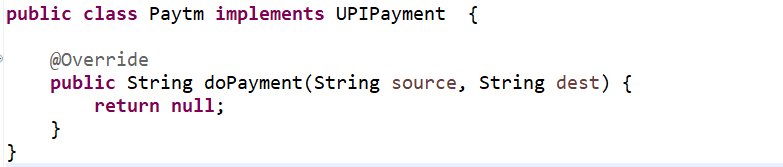 public class Paytm implements UPIPayment {
@Override
public String doPayment(String source, String dest) {
return null;
}
}